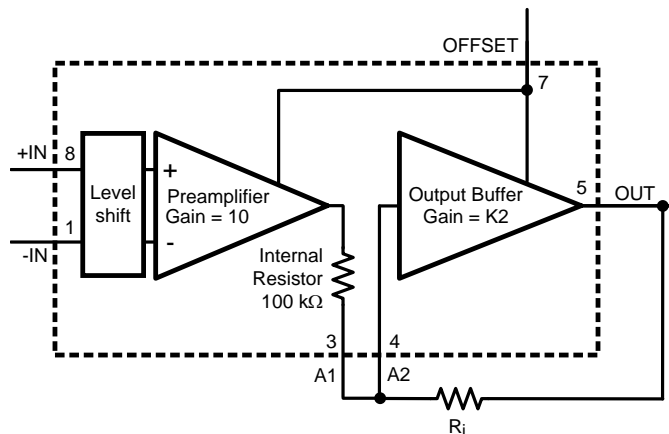 OFFSET
7
+IN
8
Level
shift
+
-
Preamplifier
Gain = 10
Output Buffer
Gain = K2
5
OUT
1
-IN
Internal
Resistor
100 kΩ
3
4
A1
A2
Ri